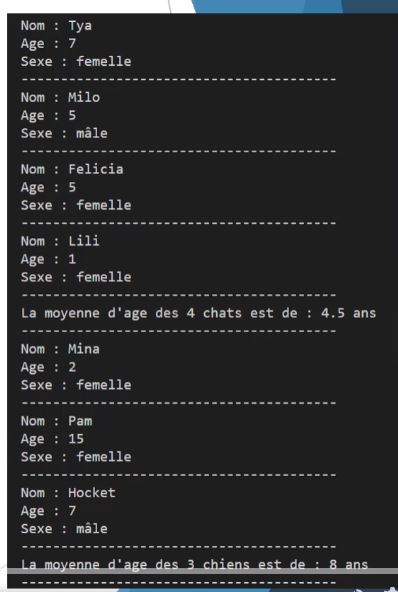 Nom : Tya
Age : 7
Sexe : femelle
---------------------------------------
Nom : Milo
Age : 5
Sexe : mâle
---------------------------------------
Nom : Felicia
Age : 5
Sexe : femelle
---------------------------------------
Nom : Lili
Age : 1
Sexe : femelle
---------------------------------------
La moyenne d'age des 4 chats est de : 4.5 ans
---------------------------------------
Nom : Mina
Age : 2
Sexe : femelle
---------------------------------------
Nom : Pam
Age : 15
Sexe : femelle
---------------------------------------
Nom : Hocket
Age : 7
Sexe : mâle
---------------------------------------
La moyenne d'age des 3 chiens est de : 8 ans
---------------------------------------